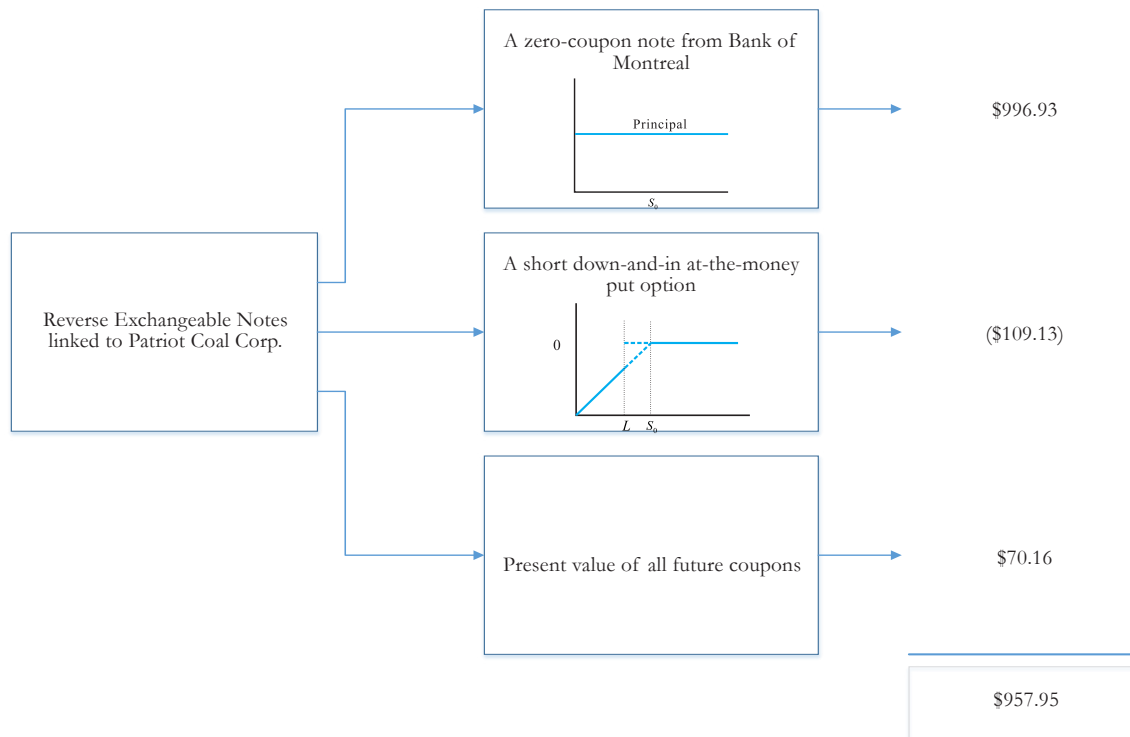 A zero-coupon note from Bank of
Montreal
Principal
S₀
$996.93
Reverse Exchangeable Notes
linked to Patriot Coal Corp.
A short down-and-in at-the-money
put option
0
L S₀
($109.13)
Present value of all future coupons
$70.16
$957.95